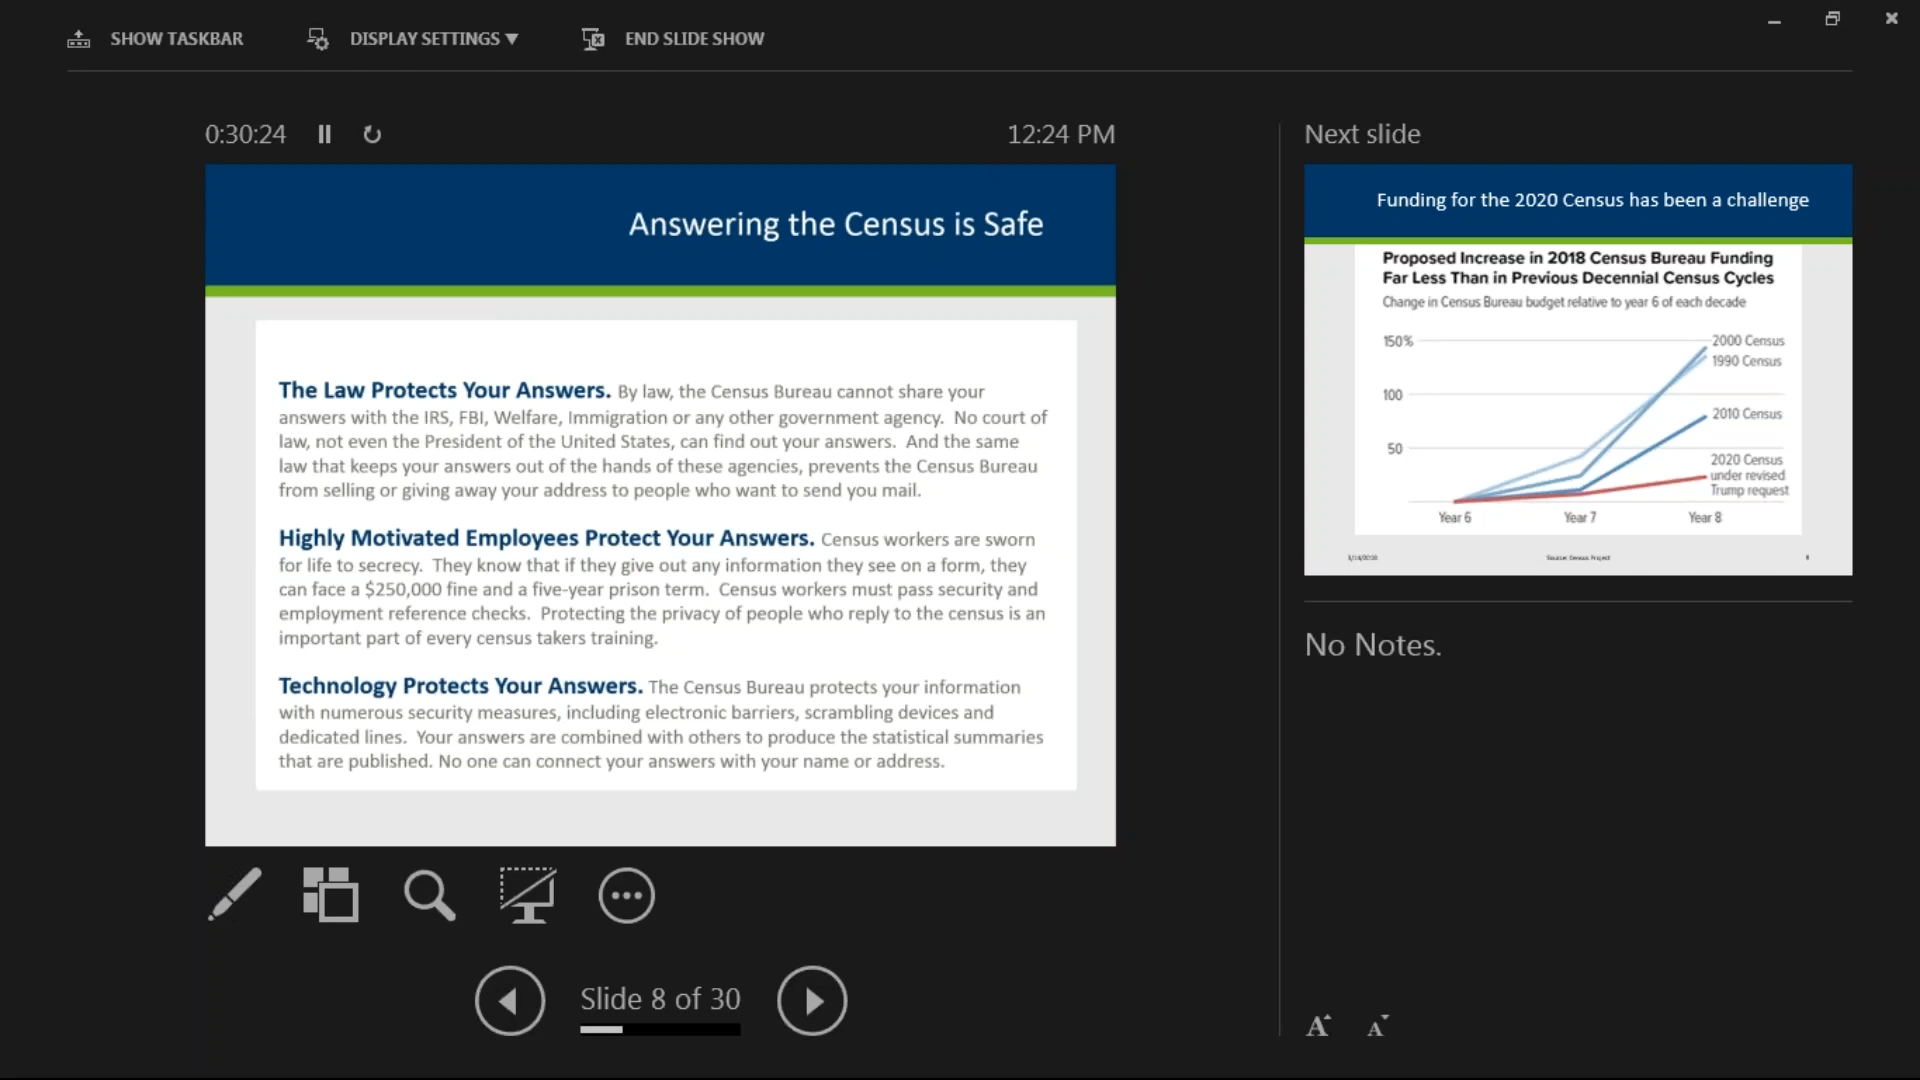 SHOW TASKBAR
DISPLAY SETTINGS ▼
END SLIDE SHOW
0:30:24
12:24 PM
Answering the Census is Safe
The Law Protects Your Answers. By law, the Census Bureau cannot share your
answers with the IRS, FBI, Welfare, Immigration or any other government agency. No court of
law, not even the President of the United States, can find out your answers. And the same
law that keeps your answers out of the hands of these agencies, prevents the Census Bureau
from selling or giving away your address to people who want to send you mail.
Highly Motivated Employees Protect Your Answers. Census workers are sworn
for life to secrecy. They know that if they give out any information they see on a form, they
can face a $250,000 fine and a five-year prison term. Census workers must pass security and
employment reference checks. Protecting the privacy of people who reply to the census is an
important part of every census takers training.
Technology Protects Your Answers. The Census Bureau protects your information
with numerous security measures, including electronic barriers, scrambling devices and
dedicated lines. Your answers are combined with others to produce the statistical summaries
that are published. No one can connect your answers with your name or address.
Slide 8 of 30
Next slide
Funding for the 2020 Census has been a challenge
Proposed Increase in 2018 Census Bureau Funding
Far Less Than in Previous Decennial Census Cycles
Change in Census Bureau budget relative to year 6 of each decade
150%
2000 Census
1990 Census
100
2010 Census
50
2020 Census
under revised
Trump request
Year 6
Year 7
Year 8
Source: Census Project
No Notes.
A A